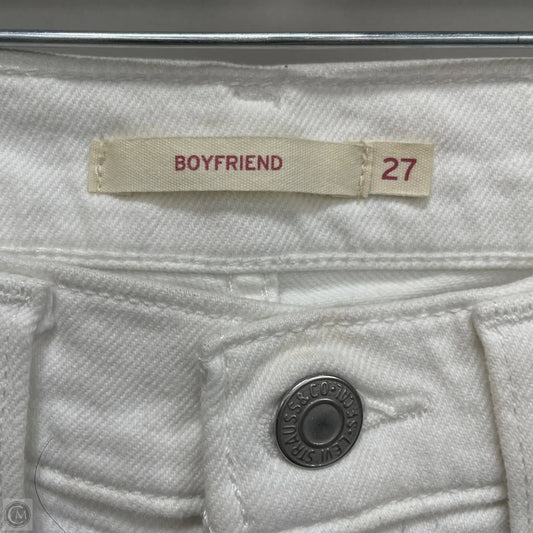 BOYFRIEND 27
LEVI STRAUSS & CO.